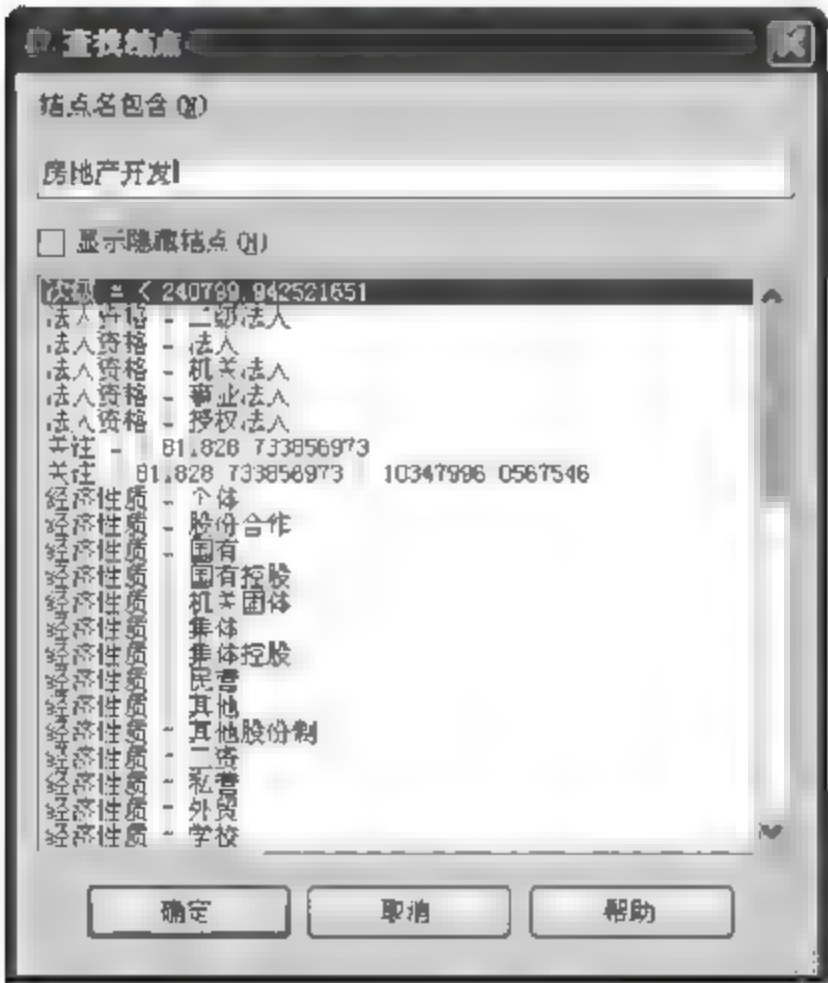 查找结点
结点名包含(N)
房地产开发
显示隐藏结点(H)
次级 = < 240799.942521651
法人资格 - 二级法人
法人资格 - 法人
法人资格 - 机关法人
法人资格 - 事业法人
法人资格 - 授权法人
关注 - 81.828 733856973
关注 81.828 733856973 10347996 0567546
经济性质 - 个体
经济性质 - 股份合作
经济性质 - 国有
经济性质 国有控股
经济性质 机关团体
经济性质 集体
经济性质 集体控股
经济性质 民营
经济性质 其他
经济性质 - 其他股份制
经济性质 - 资
经济性质 - 私营
经济性质 - 外贸
经济性质 - 学校
确定
取消
帮助